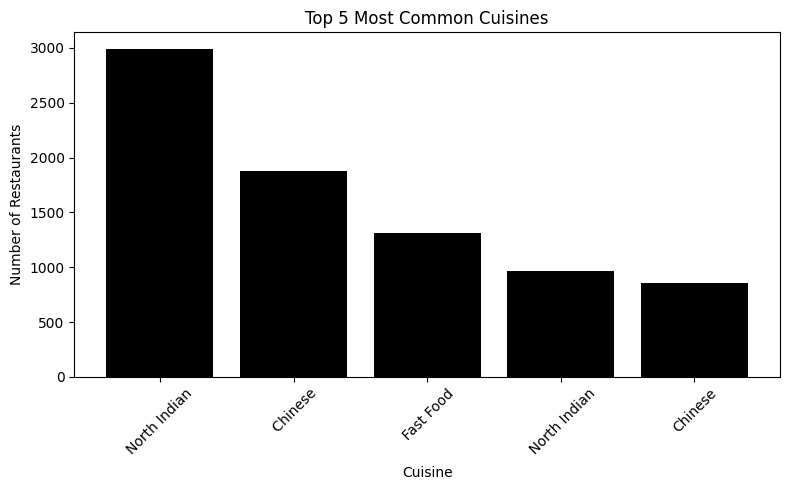 Top 5 Most Common Cuisines
Number of Restaurants
3000
2500
2000
1500
1000
500
0
North Indian
Chinese
Fast Food
North Indian
Chinese
Cuisine